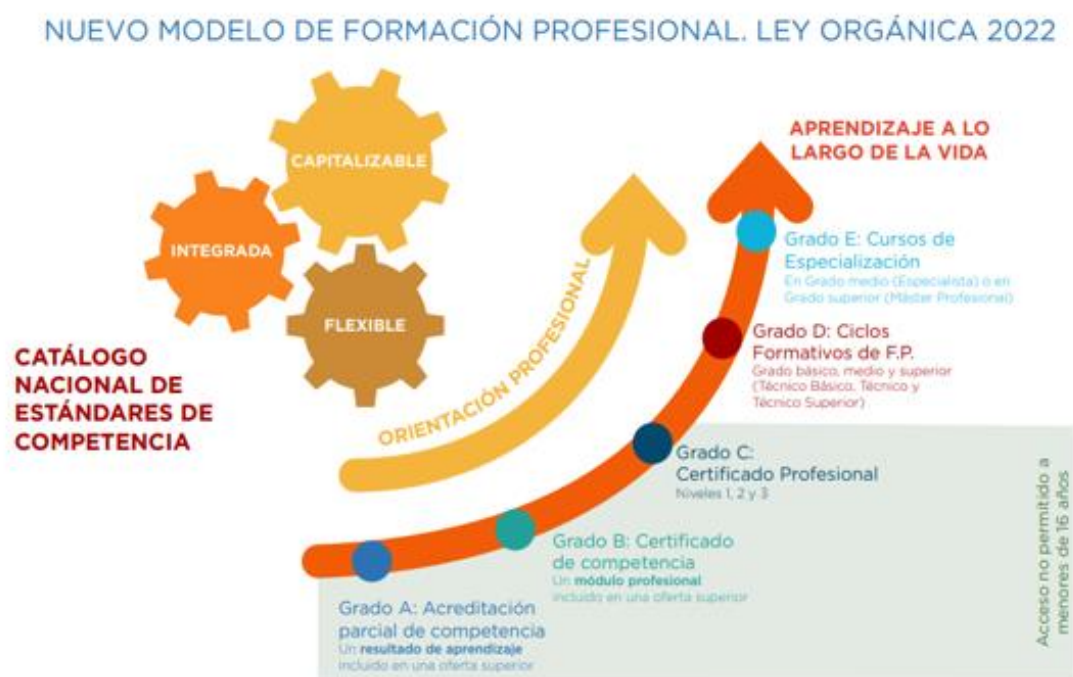 NUEVO MODELO DE FORMACIÓN PROFESIONAL. LEY ORGÁNICA 2022
CAPITALIZABLE
INTEGRADA
FLEXIBLE
CATÁLOGO
NACIONAL DE
ESTÁNDARES DE
COMPETENCIA
ORIENTACIÓN PROFESIONAL
APRENDIZAJE A LO
LARGO DE LA VIDA
Grado E: Cursos de
Especialización
En Grado medio (Especialista) o en
Grado superior (Máster Profesional)
Grado D: Ciclos
Formativos de F.P.
Grado básico, medio y superior
(Técnico Básico, Técnico y
Técnico Superior)
Grado C:
Certificado Profesional
Niveles 1, 2 y 3
Grado B: Certificado
de competencia
Un módulo profesional
incluido en una oferta superior
Grado A: Acreditación
parcial de competencia
Un resultado de aprendizaje
incluido en una oferta superior
Acceso no permitido a
menores de 16 años